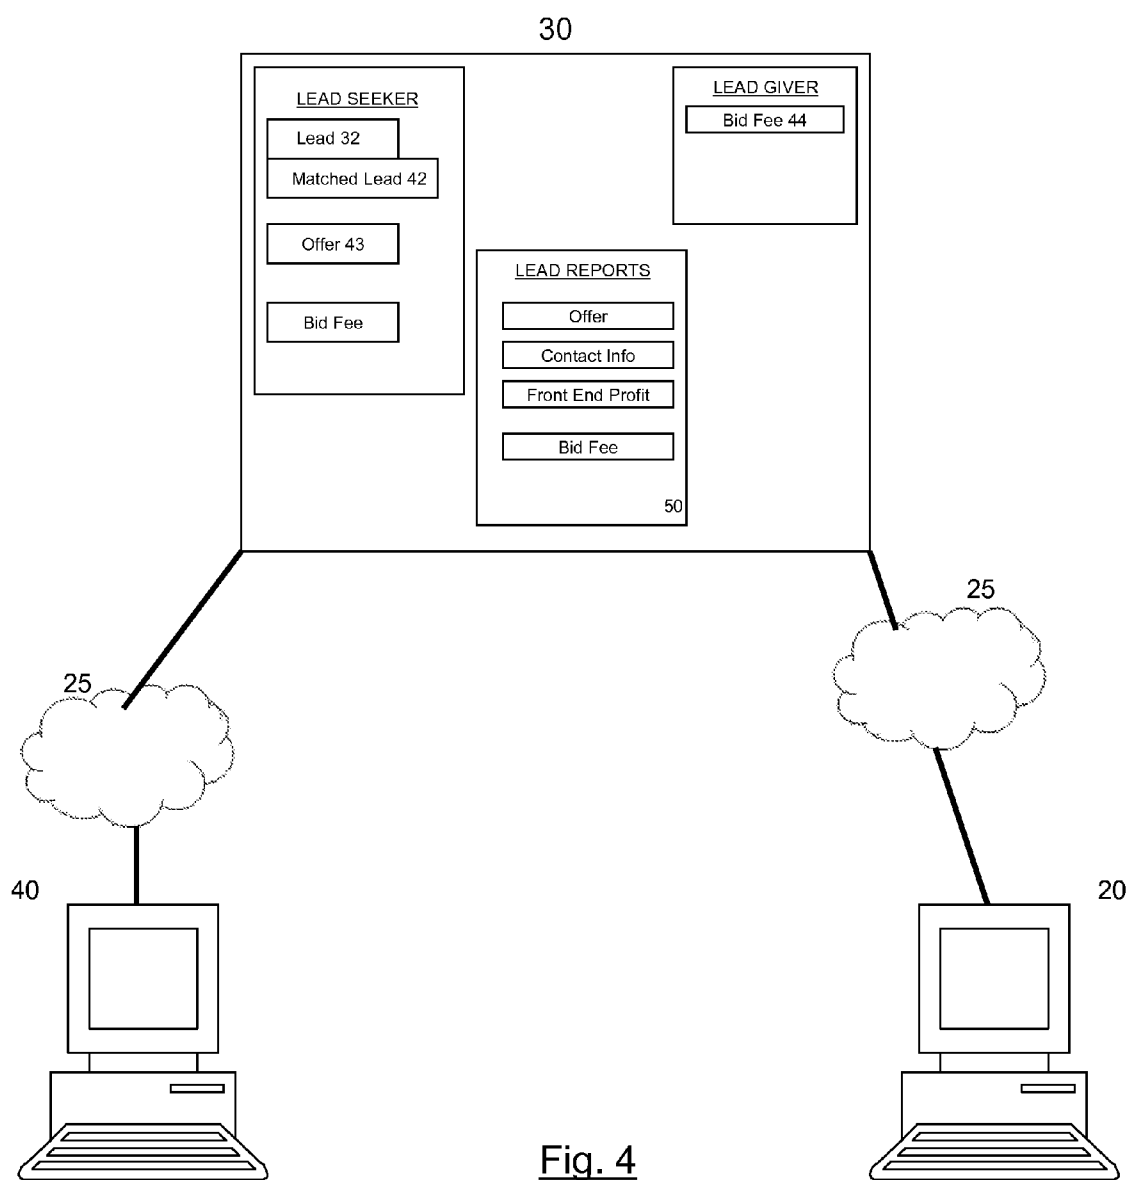 30
LEAD SEEKER
Lead 32
Matched Lead 42
Offer 43
Bid Fee
LEAD GIVER
Bid Fee 44
LEAD REPORTS
Offer
Contact Info
Front End Profit
Bid Fee
50
25
25
40
20
Fig. 4